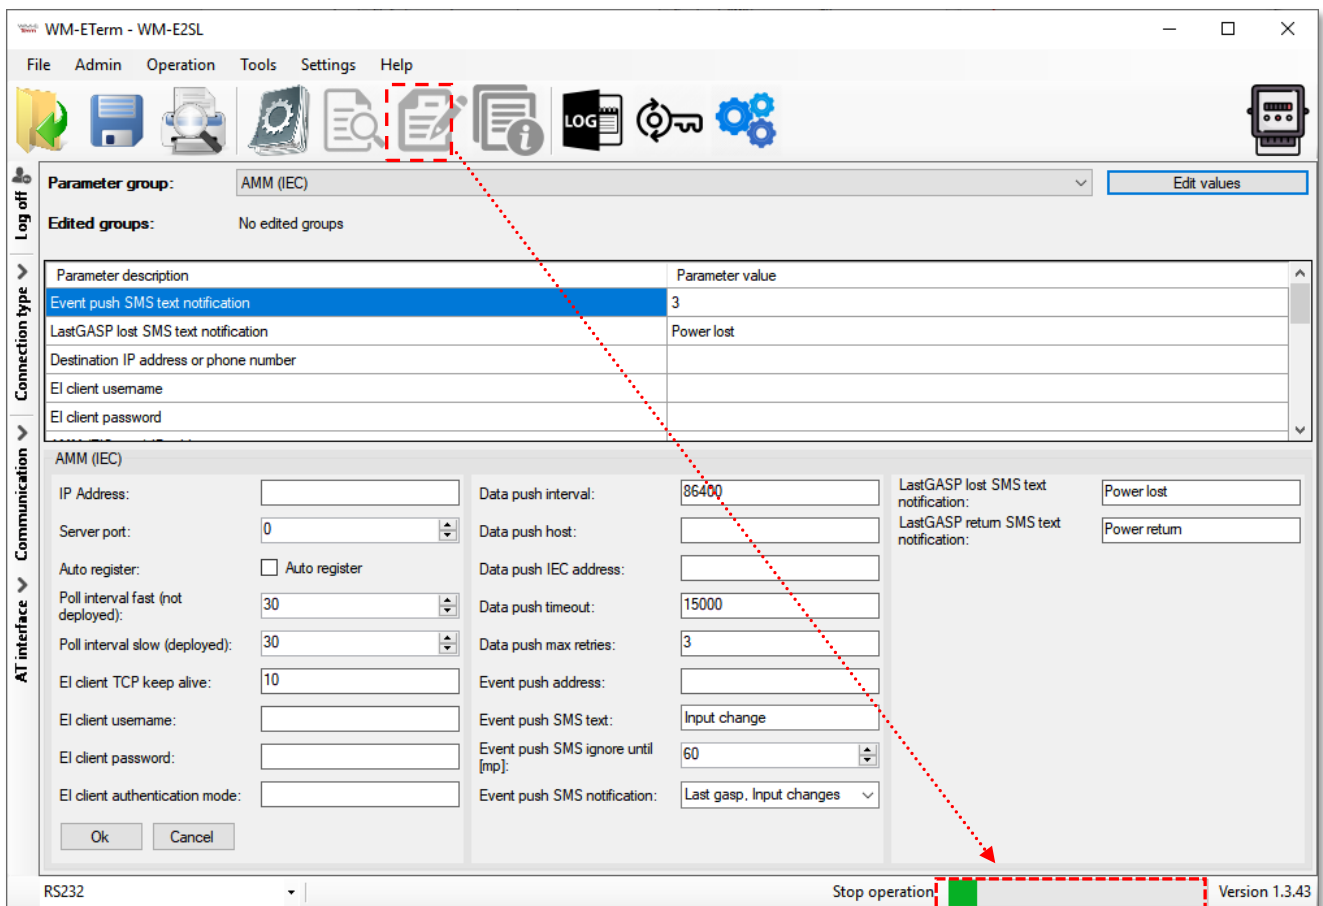 WM-ETerm - WM-E2SL
File Admin Operation Tools Settings Help
LOG
Log off
Connection type
Communication
AT interface
Parameter group: AMM (IEC) Edit values
Edited groups: No edited groups
Parameter description Parameter value
Event push SMS text notification 3
LastGASP lost SMS text notification Power lost
Destination IP address or phone number
EI client username
EI client password
AMM (IEC)
IP Address:
Server port: 0
Auto register: Auto register
Poll interval fast (not
deployed): 30
Poll interval slow (deployed): 30
EI client TCP keep alive: 10
EI client username:
EI client password:
EI client authentication mode:
Ok Cancel
Data push interval: 86400
Data push host:
Data push IEC address:
Data push timeout: 15000
Data push max retries: 3
Event push address:
Event push SMS text: Input change
Event push SMS ignore until
[mp]: 60
Event push SMS notification: Last gasp, Input changes
LastGASP lost SMS text
notification: Power lost
LastGASP return SMS text
notification: Power return
RS232 Stop operation Version 1.3.43